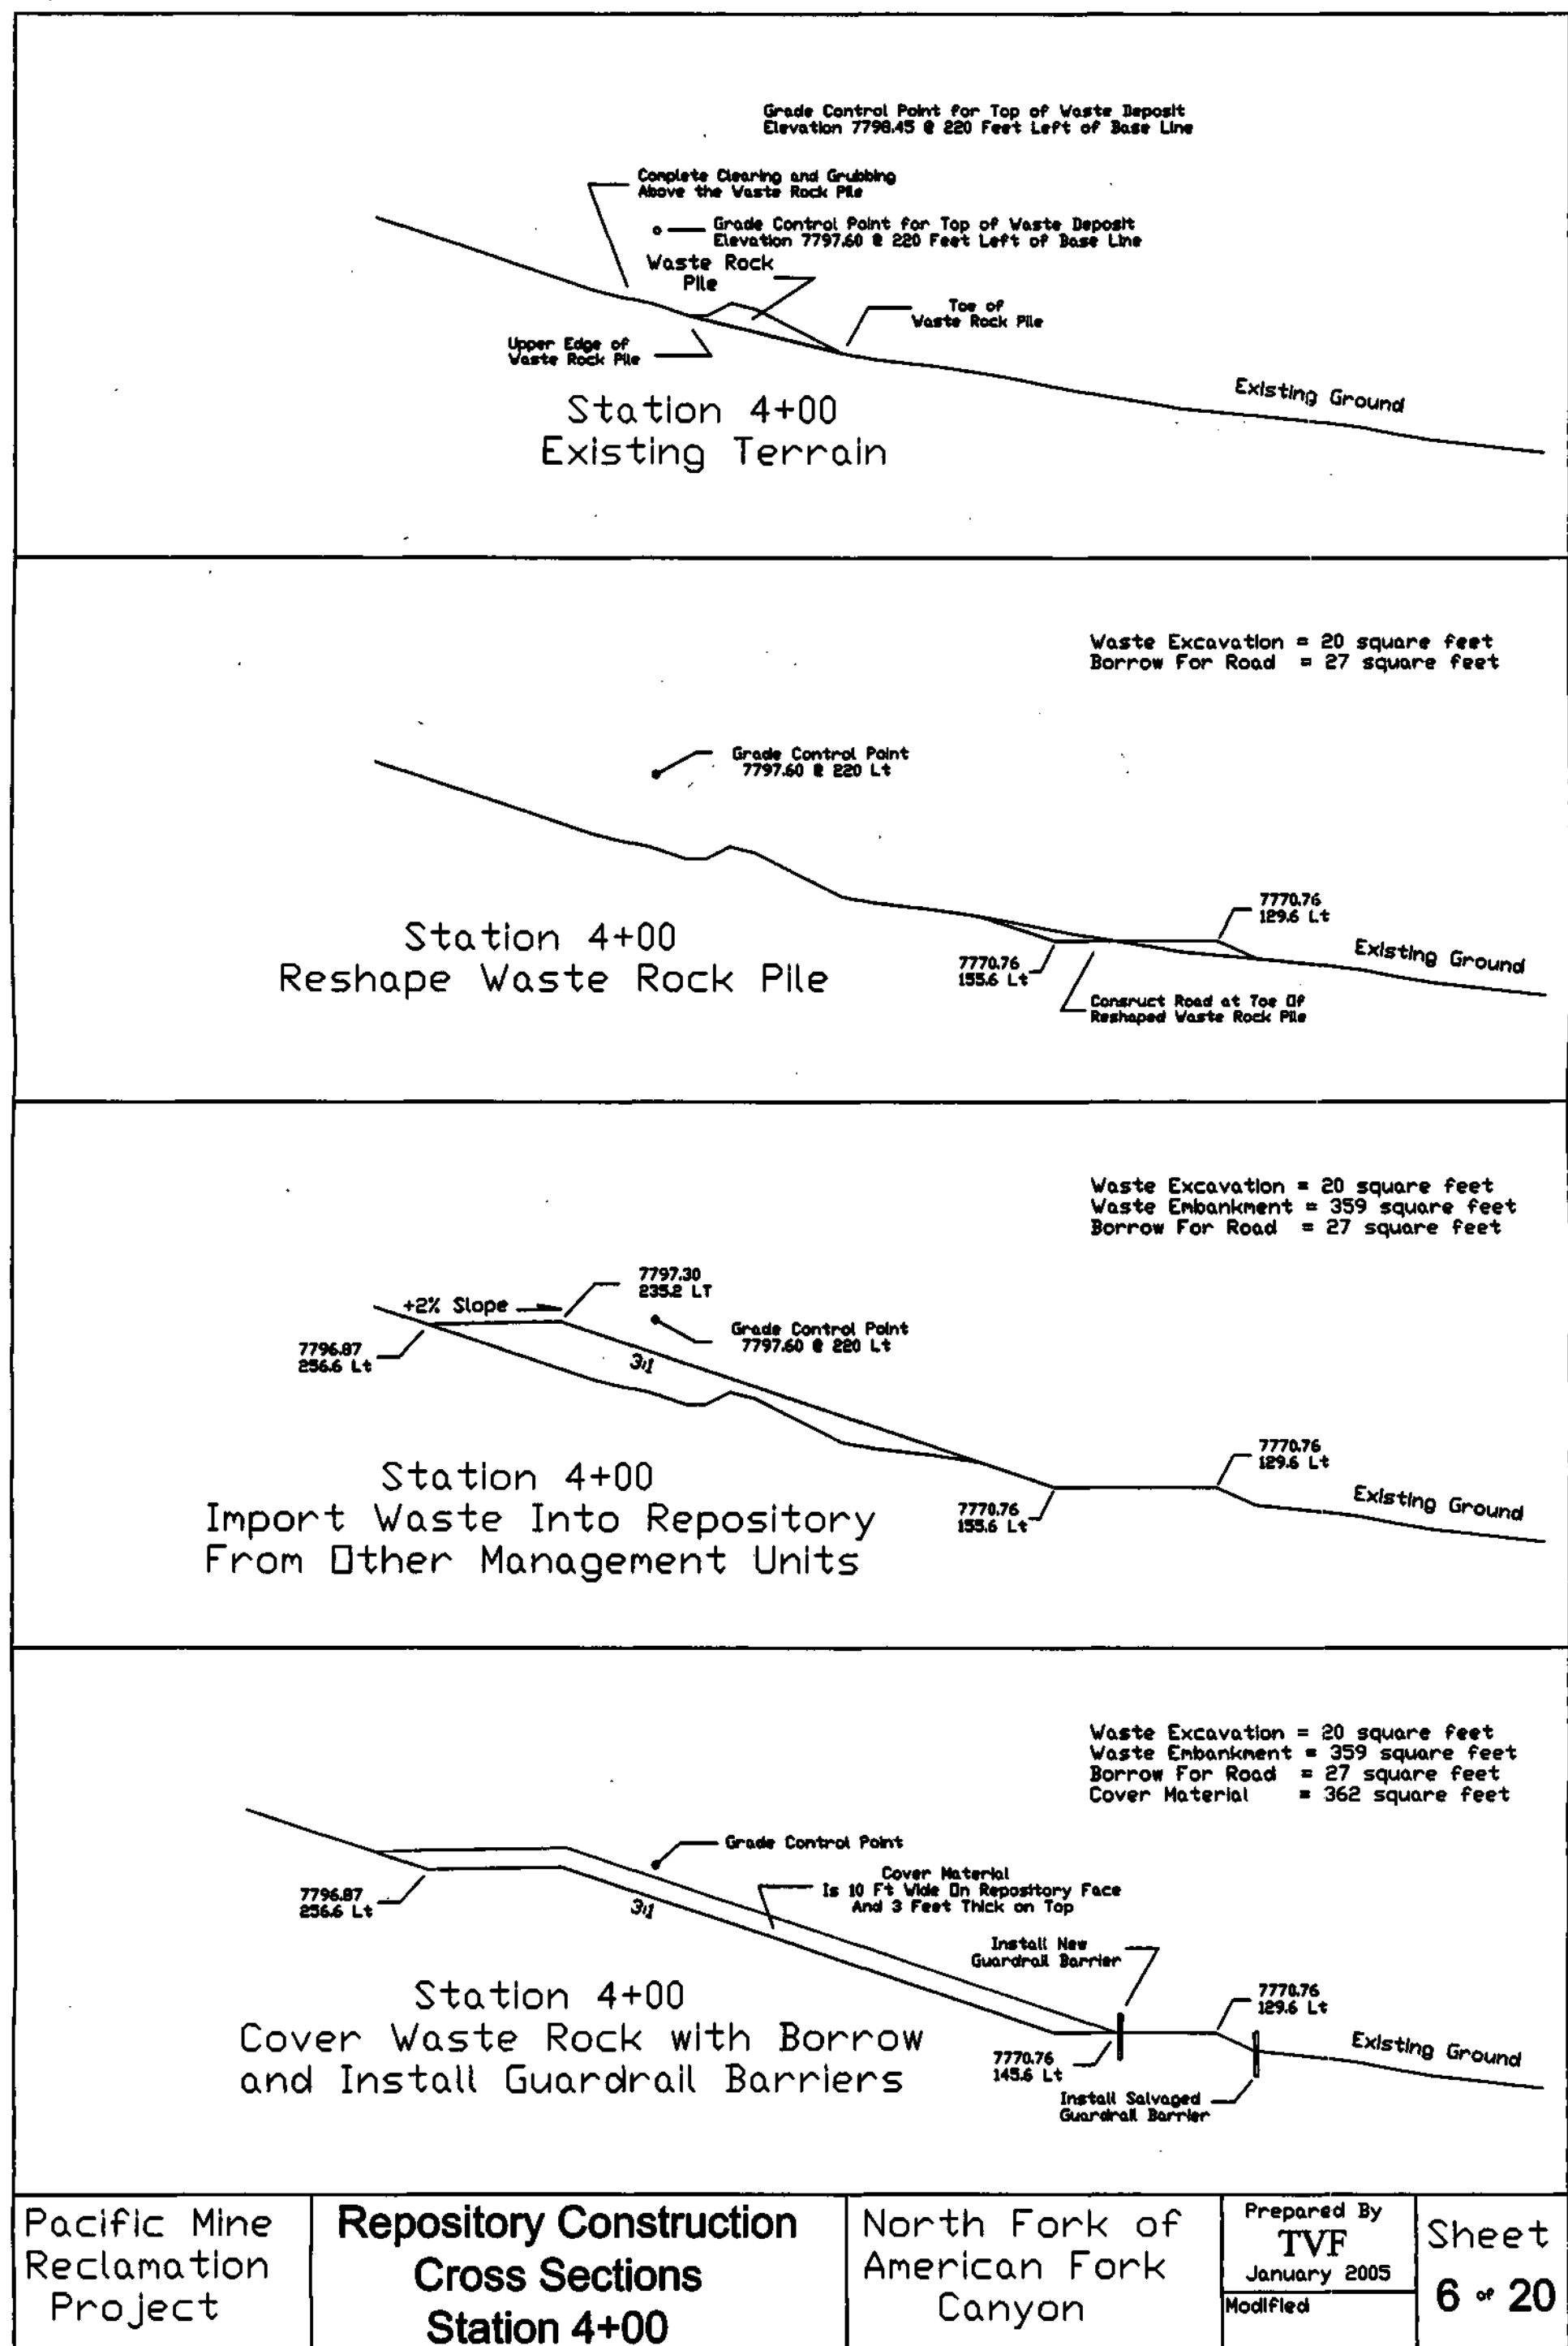 Grade Control Point for Top of Waste Deposit
Elevation 7798.45 @ 220 Feet Left of Base Line
Complete Clearing and Grubbing
Above the Waste Rock Pile
Grade Control Point for Top of Waste Deposit
Elevation 7797.60 @ 220 Feet Left of Base Line
Waste Rock
Pile
Toe of
Waste Rock Pile
Upper Edge of
Waste Rock Pile
Existing Ground
Station 4+00
Existing Terrain
Waste Excavation = 20 square feet
Borrow For Road = 27 square feet
Grade Control Point
7797.60 @ 220 Lt
7770.76
129.6 Lt
Existing Ground
7770.76
155.6 Lt
Consruct Road at Toe Of
Reshaped Waste Rock Pile
Station 4+00
Reshape Waste Rock Pile
Waste Excavation = 20 square feet
Waste Embankment = 359 square feet
Borrow For Road = 27 square feet
7797.30
235.2 LT
+2% Slope
Grade Control Point
7797.60 @ 220 Lt
7796.87
256.6 Lt
3:1
7770.76
129.6 Lt
Existing Ground
7770.76
155.6 Lt
Station 4+00
Import Waste Into Repository
From Other Management Units
Waste Excavation = 20 square feet
Waste Embankment = 359 square feet
Borrow For Road = 27 square feet
Cover Material = 362 square feet
Grade Control Point
Cover Material
Is 10 Ft Wide On Repository Face
And 3 Feet Thick on Top
7796.87
256.6 Lt
3:1
Install New
Guardrail Barrier
7770.76
129.6 Lt
Existing Ground
7770.76
145.6 Lt
Install Salvaged
Guardrail Barrier
Station 4+00
Cover Waste Rock with Borrow
and Install Guardrail Barriers
Pacific Mine
Reclamation
Project
Repository Construction
Cross Sections
Station 4+00
North Fork of
American Fork
Canyon
Prepared By
TVF
January 2005
Modified
Sheet
6 of 20